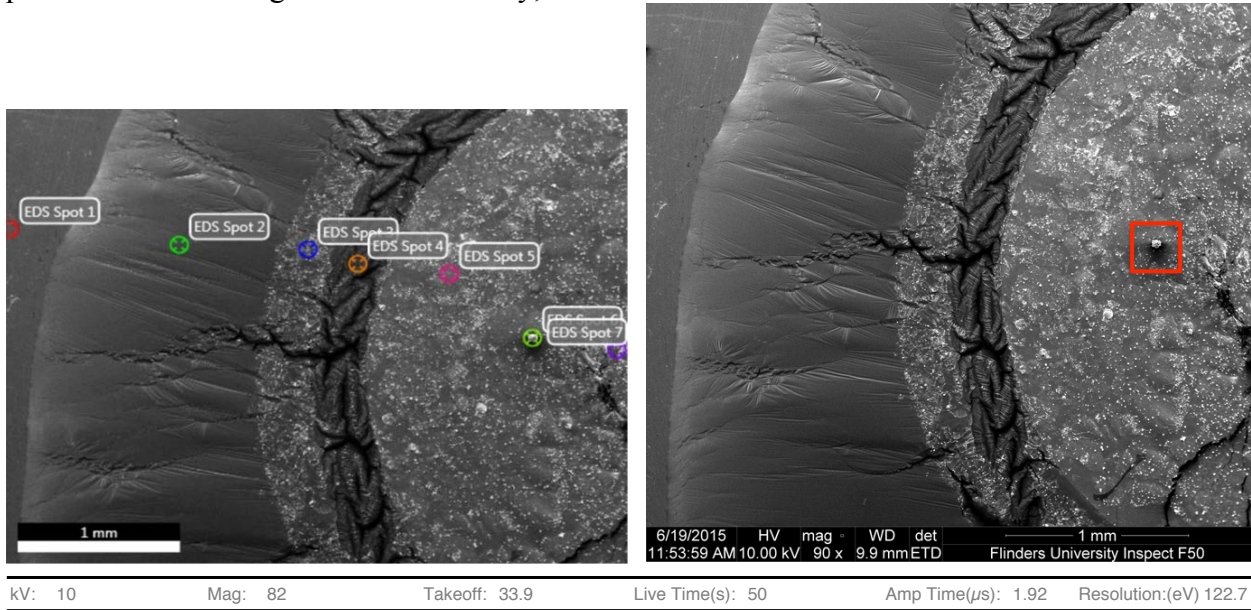 EDS Spot 1
EDS Spot 2
EDS Spot 4
EDS Spot 5
EDS Spot 7
1 mm
6/19/2015 HV mag WD det 1 mm
11:53:59 AM 10.00 kV 90 x 9.9 mm ETD Flinders University Inspect F50
kV: 10 Mag: 82 Takeoff: 33.9 Live Time(s): 50 Amp Time(µs): 1.92 Resolution:(eV) 122.7